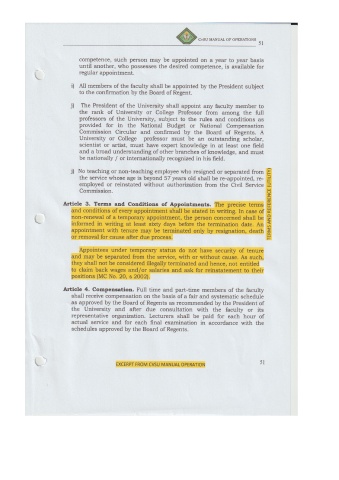 CvSU MANUAL OF OPERATIONS
51
competence, such person may be appointed on a year to year basis
until another, who possesses the desired competence, is available for
regular appointment.
i) All members of the faculty shall be appointed by the President subject
to the confirmation by the Board of Regent.
j) The President of the University shall appoint any faculty member to
the rank of University or College Professor from among the full
professors of the University, subject to the rules and conditions as
provided for in the National Budget or National Compensation
Commission Circular and confirmed by the Board of Regents. A
University or College professor must be an outstanding scholar,
scientist or artist, must have expert knowledge in at least one field
and a broad understanding of other branches of knowledge, and must
be nationally / or internationally recognized in his field.
j) No teaching or non-teaching employee who resigned or separated from
the service whose age is beyond 57 years old shall be re-appointed, re-
employed or reinstated without authorization from the Civil Service
Commission.
Article 3. Terms and Conditions of Appointments. The precise terms
and conditions of every appointment shall be stated in writing. In case of
non-renewal of a temporary appointment, the person concerned shall be
informed in writing at least sixty days before the termination date. An
appointment with tenure may be terminated only by resignation, death
or removal for cause after due process.
Appointees under temporary status do not have security of tenure
and may be separated from the service, with or without cause. As such,
they shall not be considered illegally terminated and hence, not entitled
to claim back wages and/or salaries and ask for reinstatement to their
positions (MC No. 20, s 2002).
Article 4. Compensation. Full time and part-time members of the faculty
shall receive compensation on the basis of a fair and systematic schedule
as approved by the Board of Regents as recommended by the President of
the University and after due consultation with the faculty or its
representative organization. Lecturers shall be paid for each hour of
actual service and for each final examination in accordance with the
schedules approved by the Board of Regents.
51
EXCERPT FROM CVSU MANUAL OPERATION